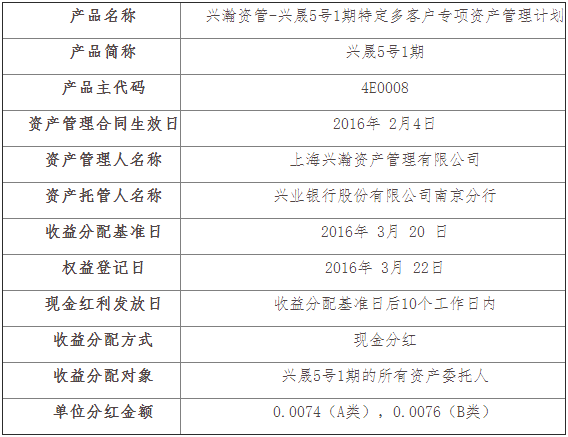 产品名称 兴瀚资管-兴晟5号1期特定多客户专项资产管理计划
产品简称 兴晟5号1期
产品主代码 4E0008
资产管理合同生效日 2016年 2月4日
资产管理人名称 上海兴瀚资产管理有限公司
资产托管人名称 兴业银行股份有限公司南京分行
收益分配基准日 2016年 3月 20 日
权益登记日 2016年 3月 22日
现金红利发放日 收益分配基准日后10个工作日内
收益分配方式 现金分红
收益分配对象 兴晟5号1期的所有资产委托人
单位分红金额 0.0074（A类），0.0076（B类）